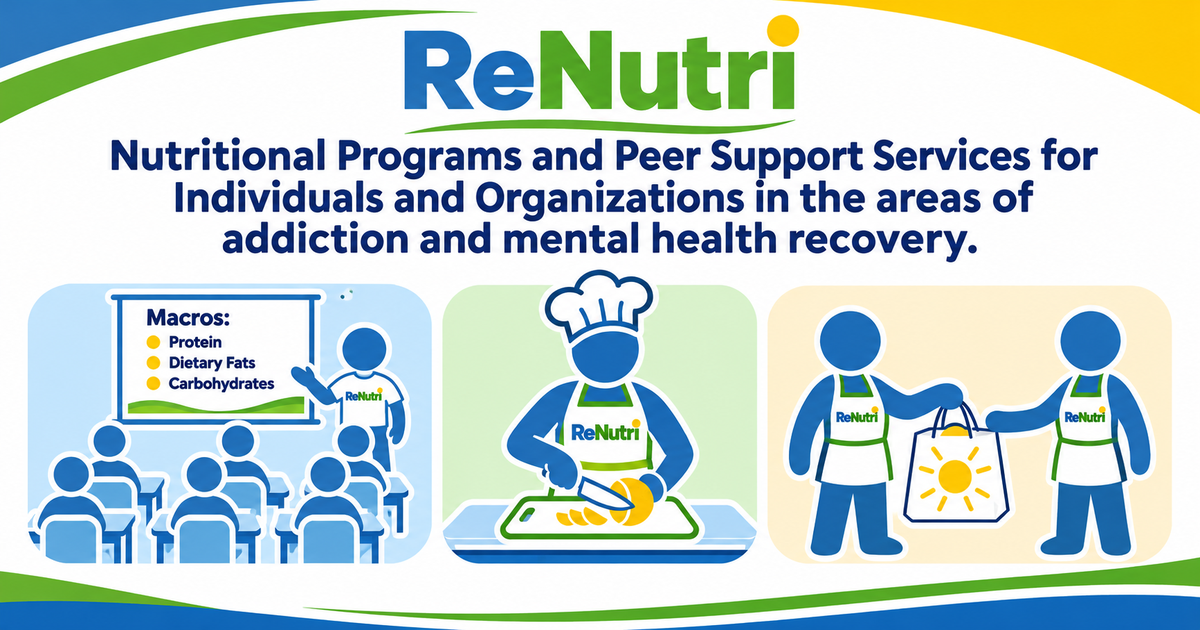 ReNutri
Nutritional Programs and Peer Support Services for
Individuals and Organizations in the areas of
addiction and mental health recovery.
Macros:
Protein
Dietary Fats
Carbohydrates
ReNutri
ReNutri
ReNutri
ReNutri